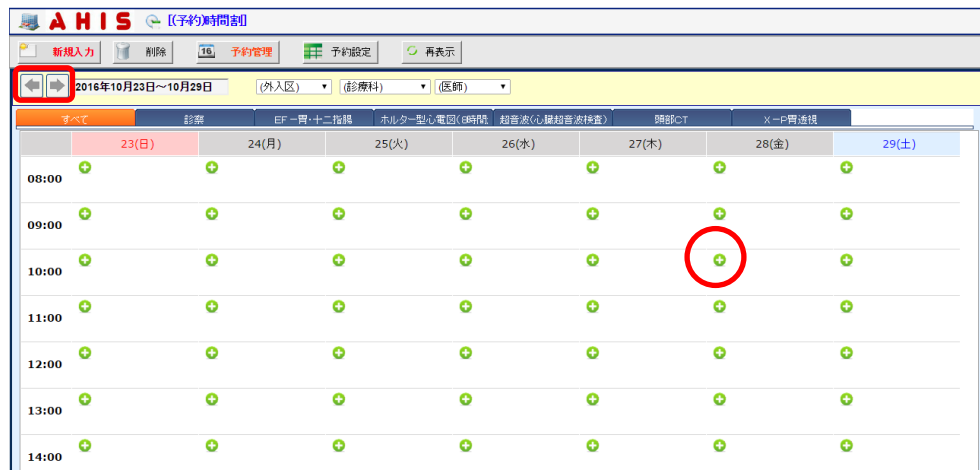 AHIS [(予約)時間割]
新規入力 削除 16 予約管理 予約設定 再表示
2016年10月23日～10月29日 (外入区) (診療科) (医師)
すべて 診察 EF－胃・十二指腸 ホルター型心電図(8時間 超音波(心臓超音波検査) 頭部CT X－P胃透視
23(日) 24(月) 25(火) 26(水) 27(木) 28(金) 29(土)
08:00
09:00
10:00
11:00
12:00
13:00
14:00